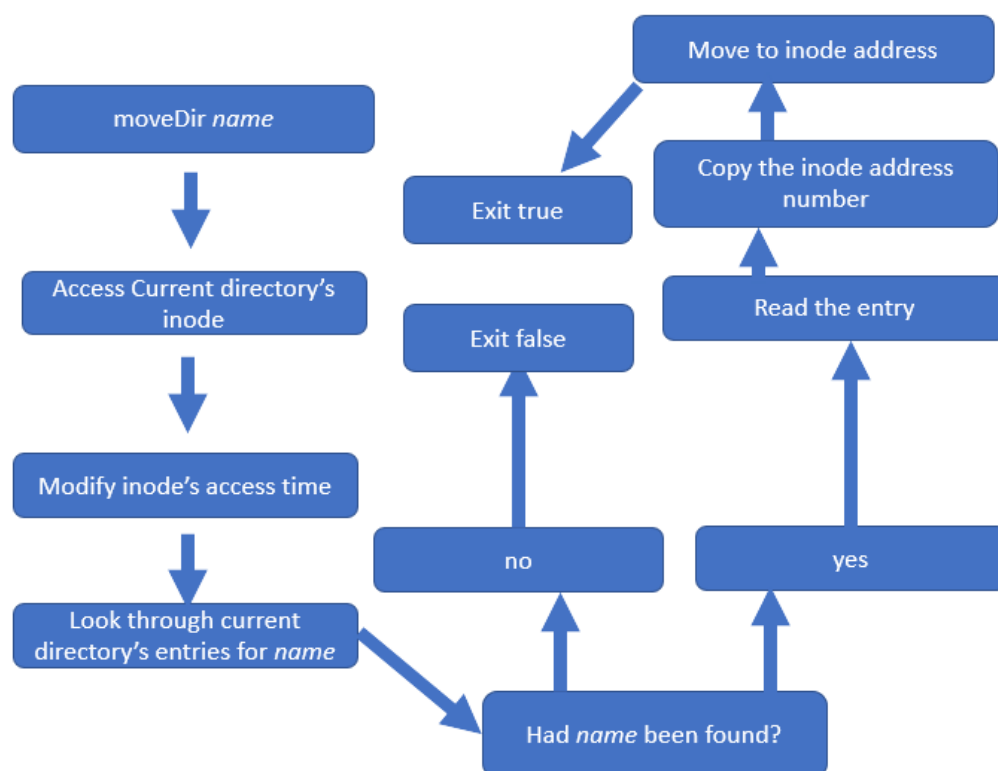 moveDir name
Access Current directory's
inode
Modify inode's access time
Look through current
directory's entries for name
Had name been found?
no
Exit false
yes
Read the entry
Copy the inode address
number
Move to inode address
Exit true